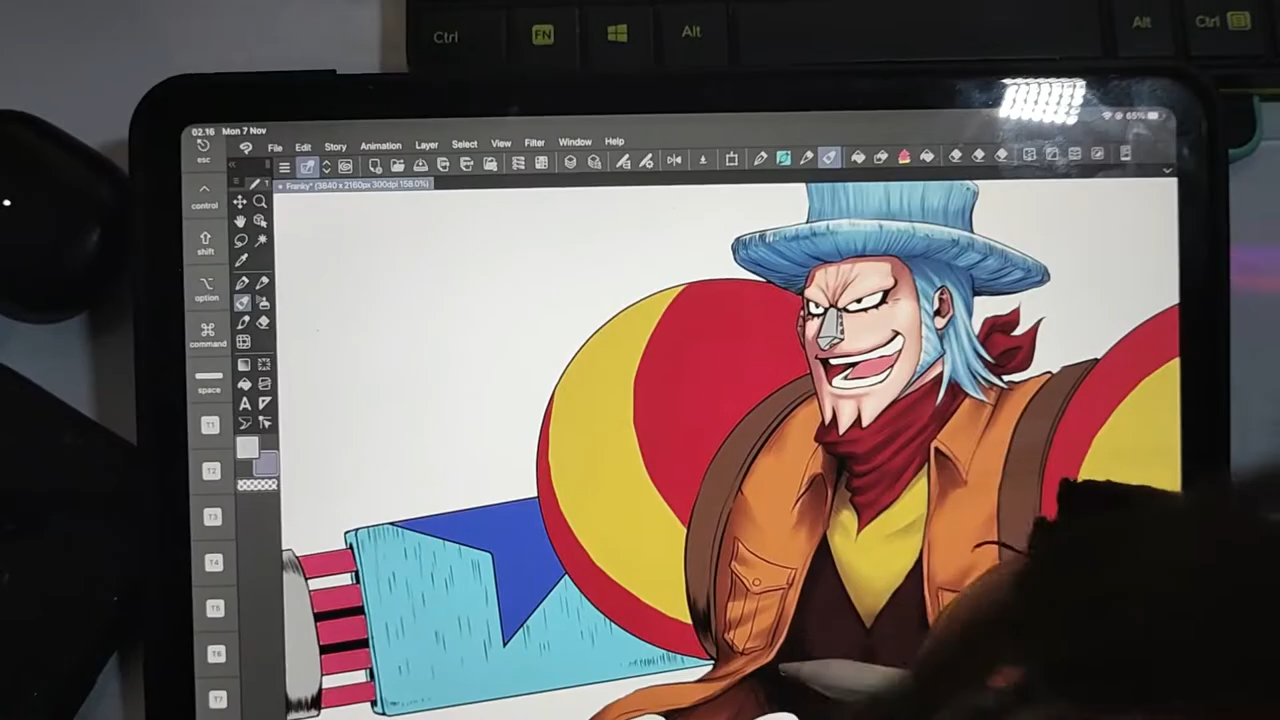 Ctrl FN Alt Alt Ctrl
02.16 Mon 7 Nov 65%
esc File Edit Story Animation Layer Select View Filter Window Help
Franky* (3840 x 2160px 300dpi 158.0%)
control
shift
option
command
space
T1
T2
T3
T4
T5
T6
T7